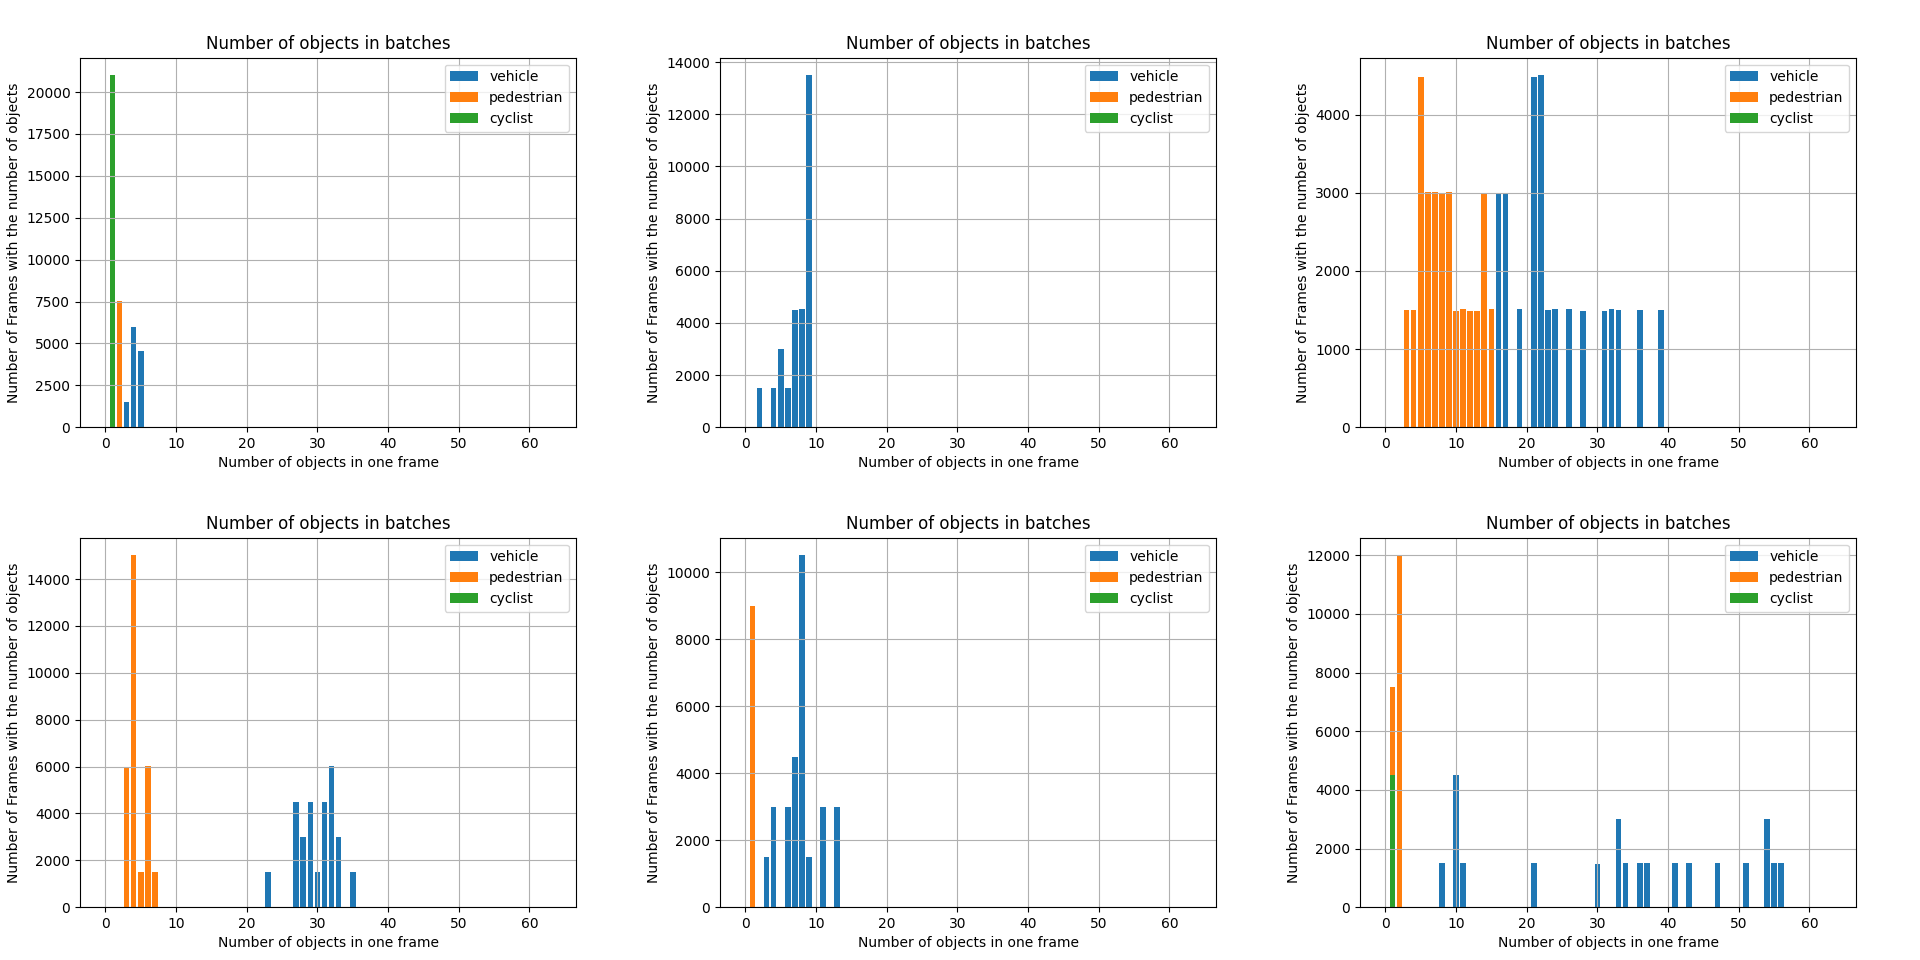 Number of objects in batches
Number of Frames with the number of objects
20000
17500
15000
12500
10000
7500
5000
2500
0
vehicle
pedestrian
cyclist
0 10 20 30 40 50 60
Number of objects in one frame
Number of objects in batches
Number of Frames with the number of objects
14000
12000
10000
8000
6000
4000
2000
0
vehicle
pedestrian
cyclist
0 10 20 30 40 50 60
Number of objects in one frame
Number of objects in batches
Number of Frames with the number of objects
4000
3000
2000
1000
0
vehicle
pedestrian
cyclist
0 10 20 30 40 50 60
Number of objects in one frame
Number of objects in batches
Number of Frames with the number of objects
14000
12000
10000
8000
6000
4000
2000
0
vehicle
pedestrian
cyclist
0 10 20 30 40 50 60
Number of objects in one frame
Number of objects in batches
Number of Frames with the number of objects
10000
8000
6000
4000
2000
0
vehicle
pedestrian
cyclist
0 10 20 30 40 50 60
Number of objects in one frame
Number of objects in batches
Number of Frames with the number of objects
12000
10000
8000
6000
4000
2000
0
vehicle
pedestrian
cyclist
0 10 20 30 40 50 60
Number of objects in one frame